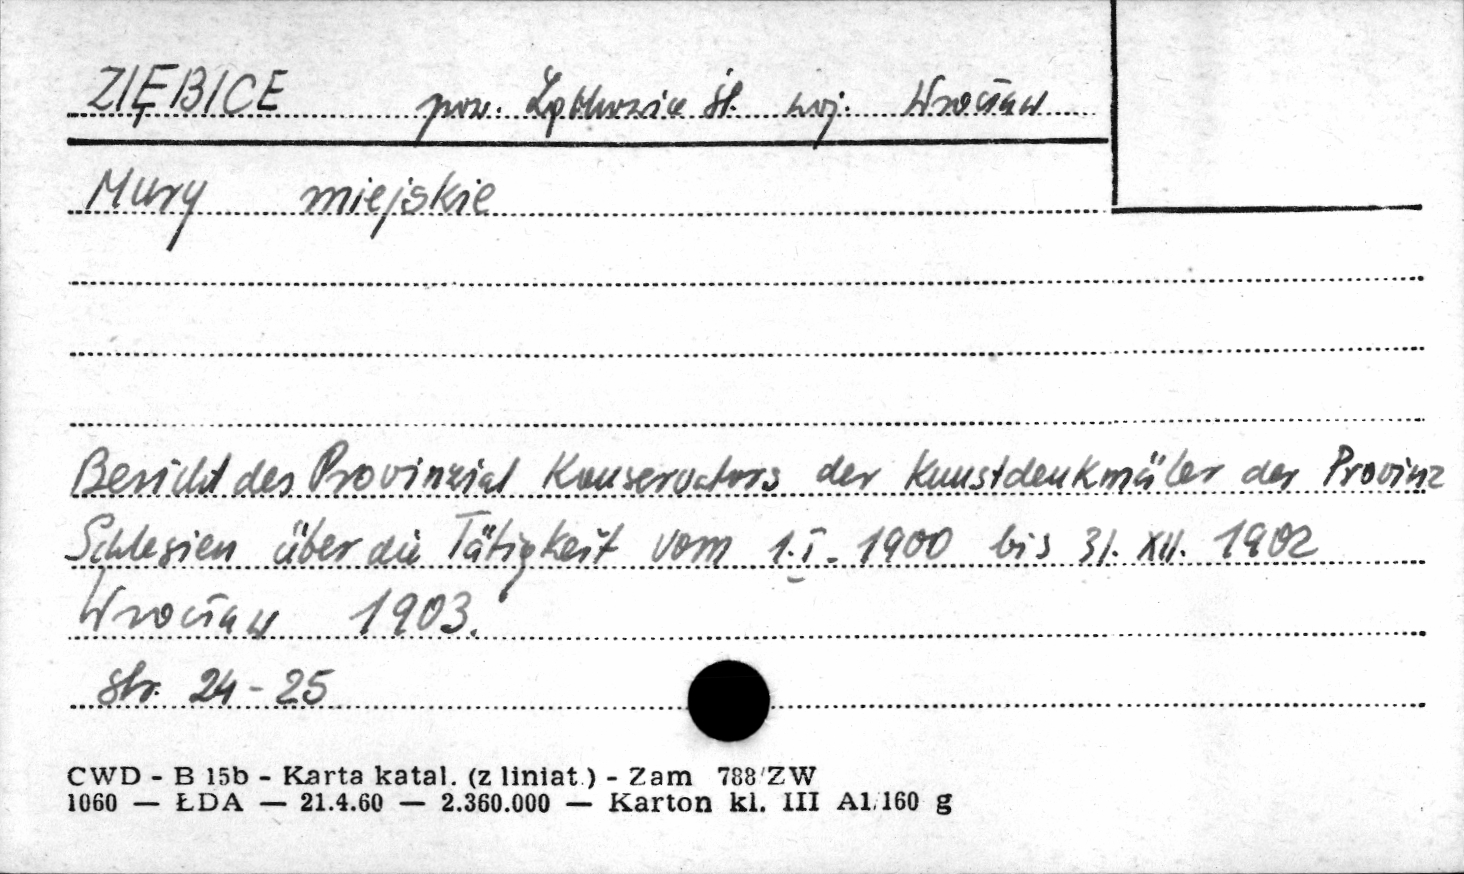 ZIĘBICE pow. Ząbkowice śl. woj. Wrocław
Mury miejskie
Bericht des Provinzial Konservators der Kunstdenkmäler der Provinz
Schlesien über die Tätigkeit vom 1.I. 1900 bis 31. XII. 1902
Wrocław 1903.
str. 24-25
CWD - B 15b - Karta katal. (z liniat.) - Zam 788/ZW
1060 — ŁDA — 21.4.60 — 2.360.000 — Karton kl. III A1/160 g